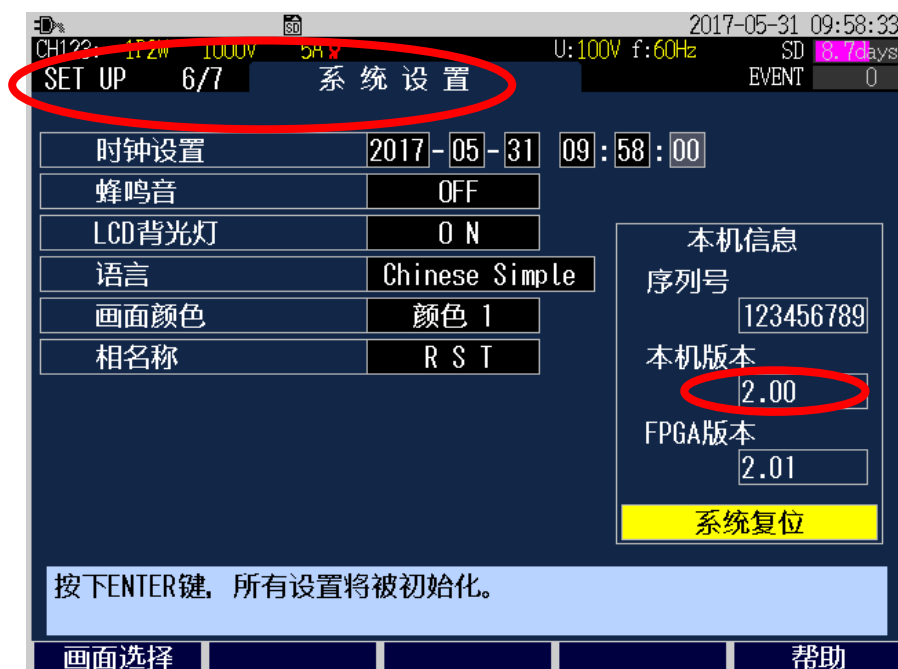 SD 2017-05-31 09:58:33
CH123: 1P2W 1000V 5A U:100V f:60Hz SD 8.7days
SET UP 6/7 系统设置 EVENT 0
时钟设置 2017-05-31 09:58:00
蜂鸣音 OFF
LCD背光灯 ON
语言 Chinese Simple
画面颜色 颜色 1
相名称 R S T
本机信息
序列号
123456789
本机版本
2.00
FPGA版本
2.01
系统复位
按下ENTER键, 所有设置将被初始化。
画面选择 帮助